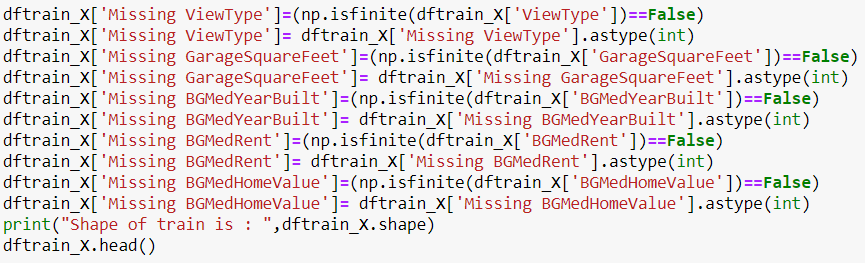 dftrain_X['Missing ViewType']=(np.isfinite(dftrain_X['ViewType'])==False)
dftrain_X['Missing ViewType']= dftrain_X['Missing ViewType'].astype(int)
dftrain_X['Missing GarageSquareFeet']=(np.isfinite(dftrain_X['GarageSquareFeet'])==False)
dftrain_X['Missing GarageSquareFeet']= dftrain_X['Missing GarageSquareFeet'].astype(int)
dftrain_X['Missing BGMedYearBuilt']=(np.isfinite(dftrain_X['BGMedYearBuilt'])==False)
dftrain_X['Missing BGMedYearBuilt']= dftrain_X['Missing BGMedYearBuilt'].astype(int)
dftrain_X['Missing BGMedRent']=(np.isfinite(dftrain_X['BGMedRent'])==False)
dftrain_X['Missing BGMedRent']= dftrain_X['Missing BGMedRent'].astype(int)
dftrain_X['Missing BGMedHomeValue']=(np.isfinite(dftrain_X['BGMedHomeValue'])==False)
dftrain_X['Missing BGMedHomeValue']= dftrain_X['Missing BGMedHomeValue'].astype(int)
print("Shape of train is : ",dftrain_X.shape)
dftrain_X.head()